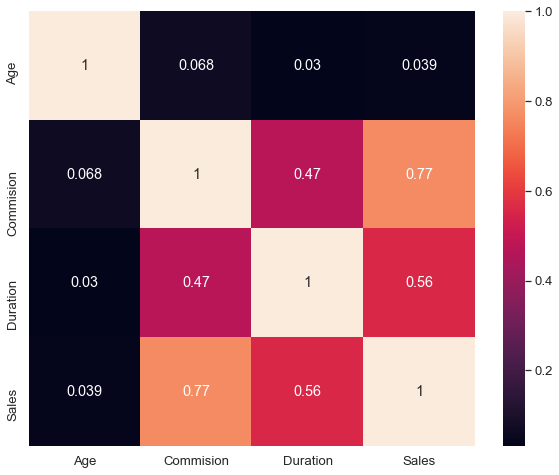 1.0
Age
1 0.068 0.03 0.039
0.8
Commision
0.068 1 0.47 0.77
0.6
Duration
0.03 0.47 1 0.56
0.4
Sales
0.039 0.77 0.56 1
0.2
Age Commision Duration Sales